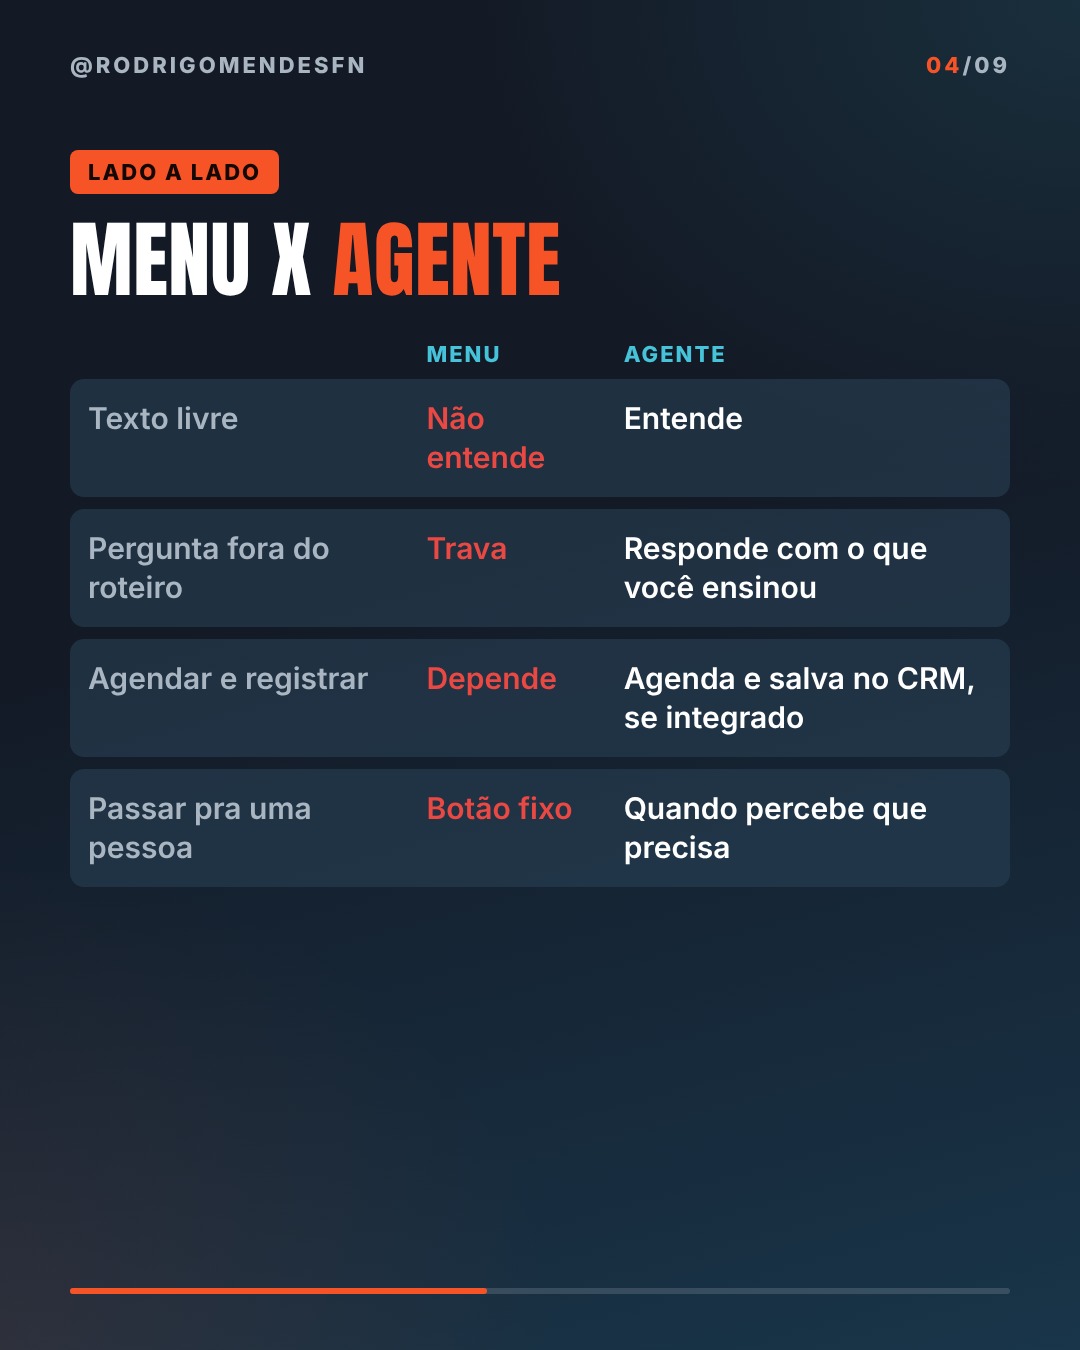 @RODRIGOMENDESFN
04/09
LADO A LADO
MENU X AGENTE
MENU AGENTE
Texto livre
Não
entende
Entende
Pergunta fora do
roteiro
Trava
Responde com o que
você ensinou
Agendar e registrar
Depende
Agenda e salva no CRM,
se integrado
Passar pra uma
pessoa
Botão fixo
Quando percebe que
precisa